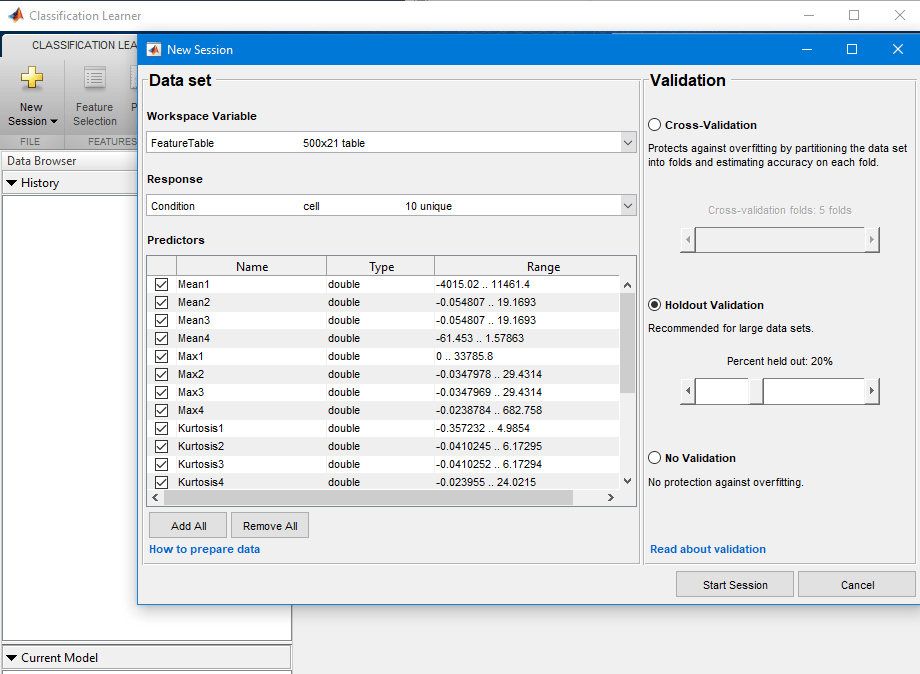 Classification Learner
CLASSIFICATION LEA
New Session
New
Session
Feature
Selection
P
FILE
FEATURES
Data Browser
History
Data set
Workspace Variable
FeatureTable 500x21 table
Response
Condition cell 10 unique
Predictors
Name Type Range
Mean1 double -4015.02 .. 11461.4
Mean2 double -0.054807 .. 19.1693
Mean3 double -0.054807 .. 19.1693
Mean4 double -61.453 .. 1.57863
Max1 double 0 .. 33785.8
Max2 double -0.0347978 .. 29.4314
Max3 double -0.0347969 .. 29.4314
Max4 double -0.0238784 .. 682.758
Kurtosis1 double -0.357232 .. 4.9854
Kurtosis2 double -0.0410245 .. 6.17295
Kurtosis3 double -0.0410252 .. 6.17294
Kurtosis4 double -0.023955 .. 24.0215
Add All
Remove All
How to prepare data
Validation
Cross-Validation
Protects against overfitting by partitioning the data set
into folds and estimating accuracy on each fold.
Cross-validation folds: 5 folds
Holdout Validation
Recommended for large data sets.
Percent held out: 20%
No Validation
No protection against overfitting.
Read about validation
Start Session
Cancel
Current Model